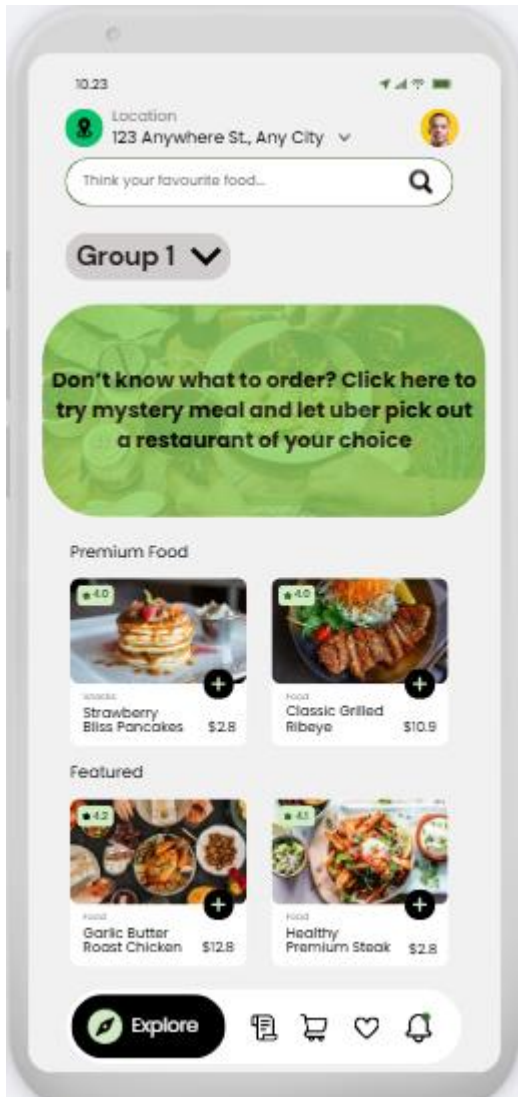 10.23
Location
123 Anywhere St., Any City
Think your favourite food...
Group 1
Don't know what to order? Click here to
try mystery meal and let uber pick out
a restaurant of your choice
Premium Food
4.0
4.0
Snacks
Strawberry
Bliss Pancakes $2.8
Food
Classic Grilled
Ribeye $10.9
Featured
4.2
4.1
Food
Garlic Butter
Roast Chicken $12.8
Food
Healthy
Premium Steak $2.8
Explore